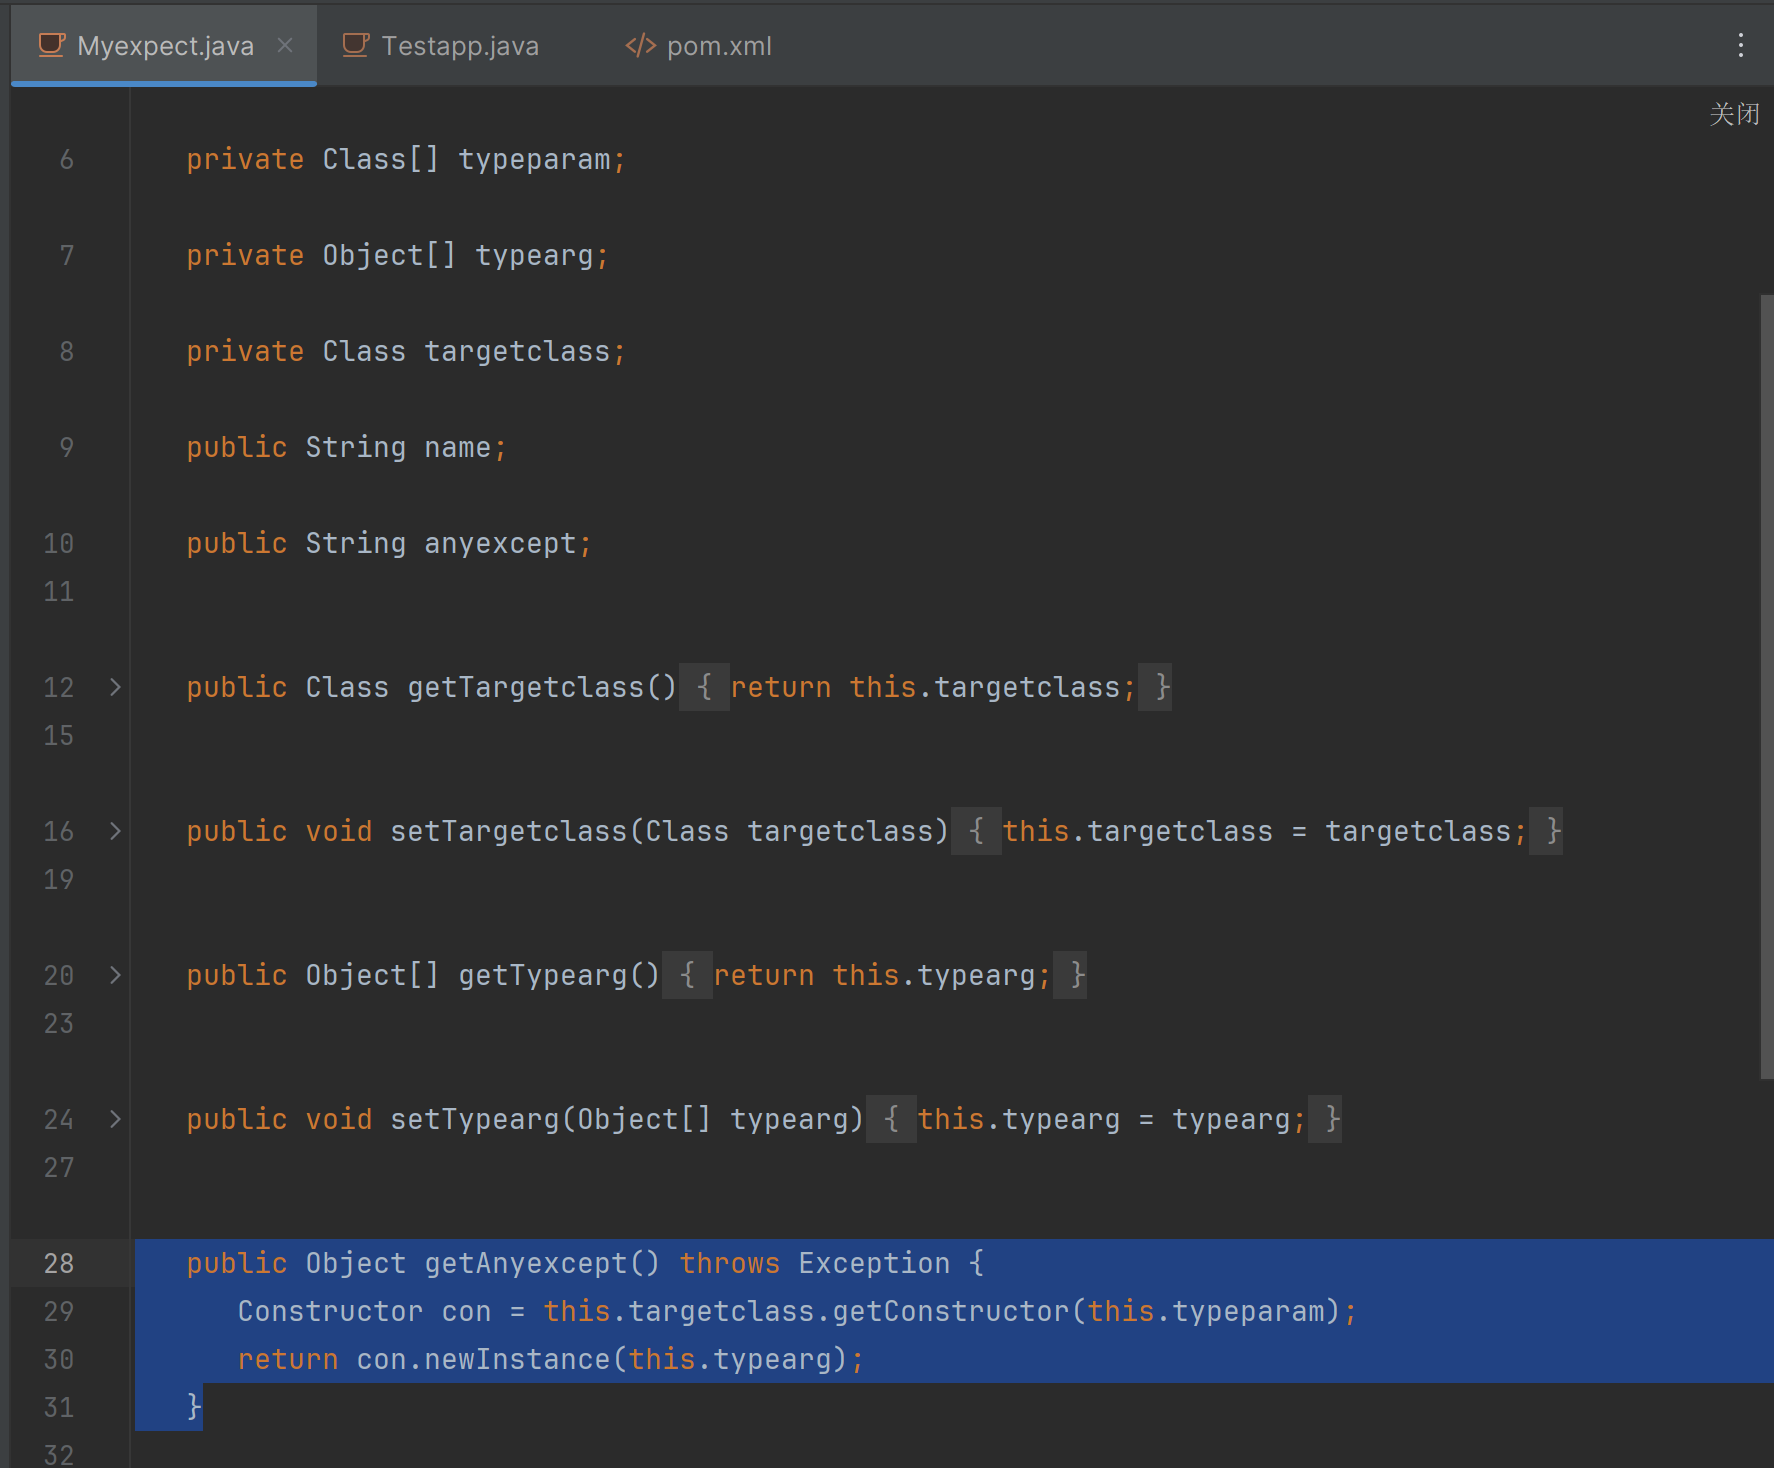 Myexpect.java Testapp.java </> pom.xml
关闭
6 private Class[] typeparam;
7 private Object[] typearg;
8 private Class targetclass;
9 public String name;
10 public String anyexcept;
11
12 public Class getTargetclass() { return this.targetclass; }
15
16 public void setTargetclass(Class targetclass) { this.targetclass = targetclass; }
19
20 public Object[] getTypearg() { return this.typearg; }
23
24 public void setTypearg(Object[] typearg) { this.typearg = typearg; }
27
28 public Object getAnyexcept() throws Exception {
29 Constructor con = this.targetclass.getConstructor(this.typeparam);
30 return con.newInstance(this.typearg);
31 }
32